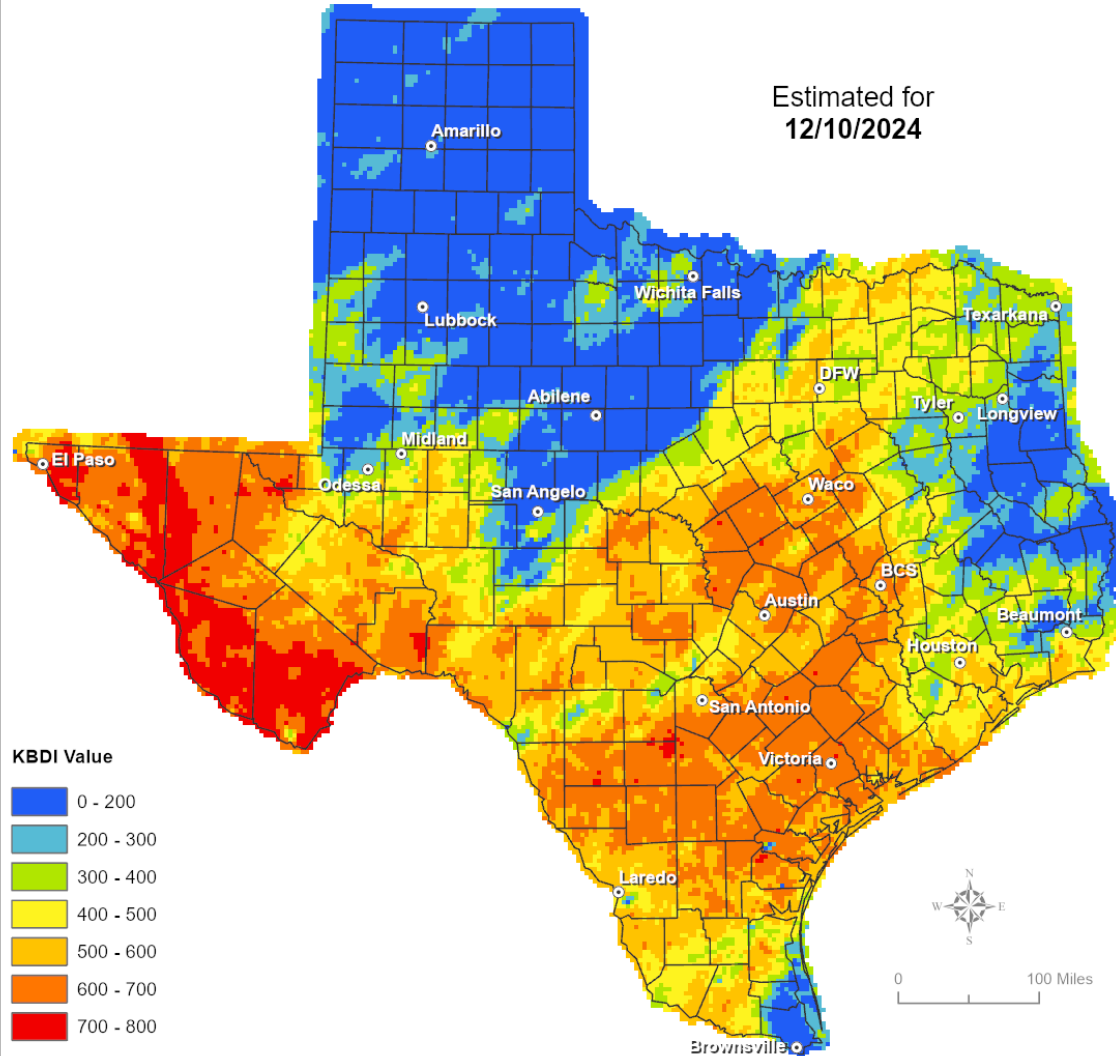 Estimated for
12/10/2024
Amarillo
Wichita Falls
Lubbock
Texarkana
DFW
Abilene
Tyler
Longview
Midland
El Paso
Odessa
San Angelo
Waco
BCS
Austin
Beaumont
Houston
San Antonio
Victoria
Laredo
Brownsville
KBDI Value
0 - 200
200 - 300
300 - 400
400 - 500
500 - 600
600 - 700
700 - 800
N
W E
S
0 100 Miles